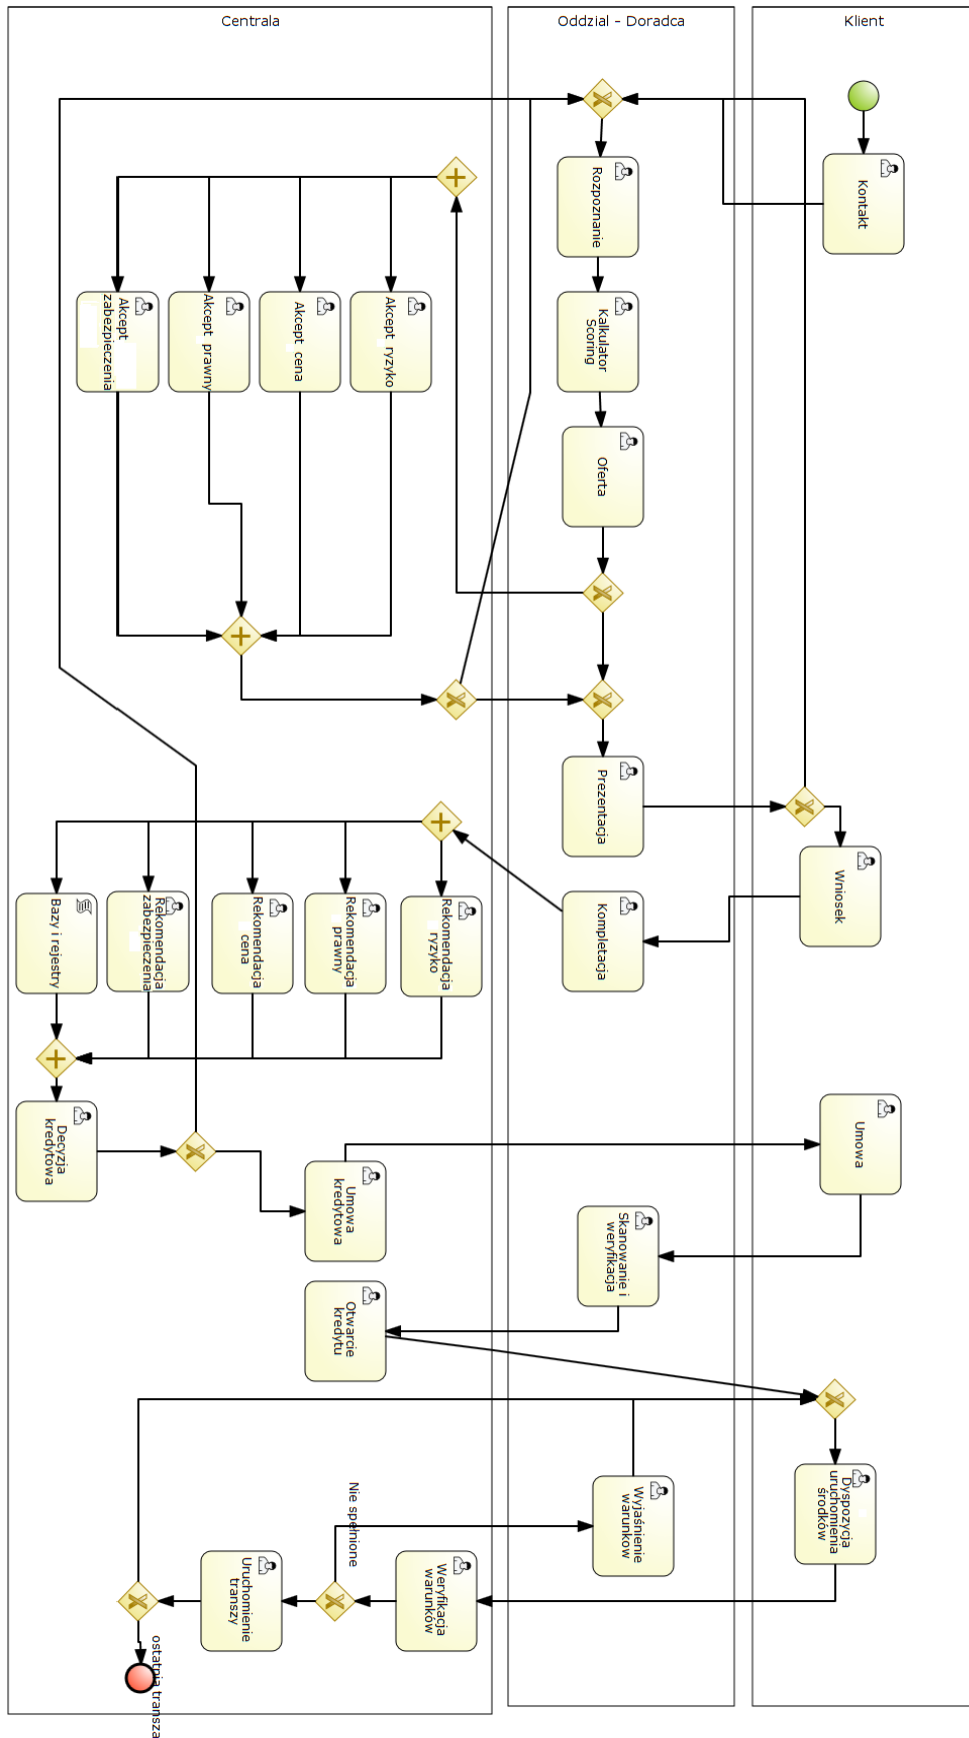 Centrala
Oddzial - Doradca
Klient
Kontakt
Rozpoznanie
Kalkulator
Scoring
Oferta
Akcept
zabezpieczenia
Akcept prawny
Akcept cena
Akcept ryzyko
Prezentacja
Wniosek
Kompletacja
Bazy i rejestry
Rekomendacja
zabezpieczenia
Rekomendacja
cena
Rekomendacja
prawny
Rekomendacja
ryzyko
Decyzja
kredytowa
Umowa
kredytowa
Umowa
Skanowanie i
weryfikacja
Otwarcie
kredytu
Dyspozycja
uruchomienia
środków
Wyjaśnienie
warunkow
Nie spełnione
Weryfikacja
warunków
Uruchomienie
transzy
ostatnia transza